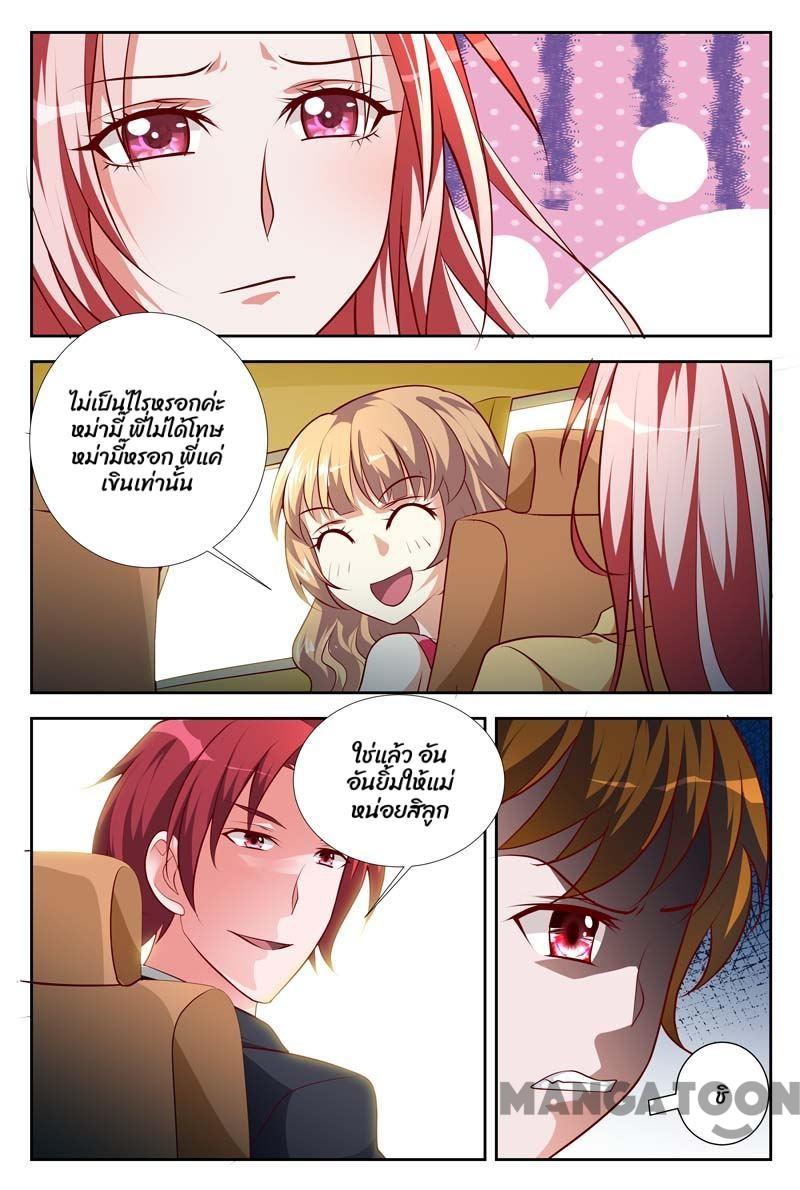 ไม่เป็นไรหรอกค่ะ
หม่ามี๊ พี่ไม่ได้โทษ
หม่ามี๊หรอก พี่แค่
เขินเท่านั้น
ใช่แล้ว อัน
อันยิ้มให้แม่
หน่อยสิลูก
ชิ
MANGATOON